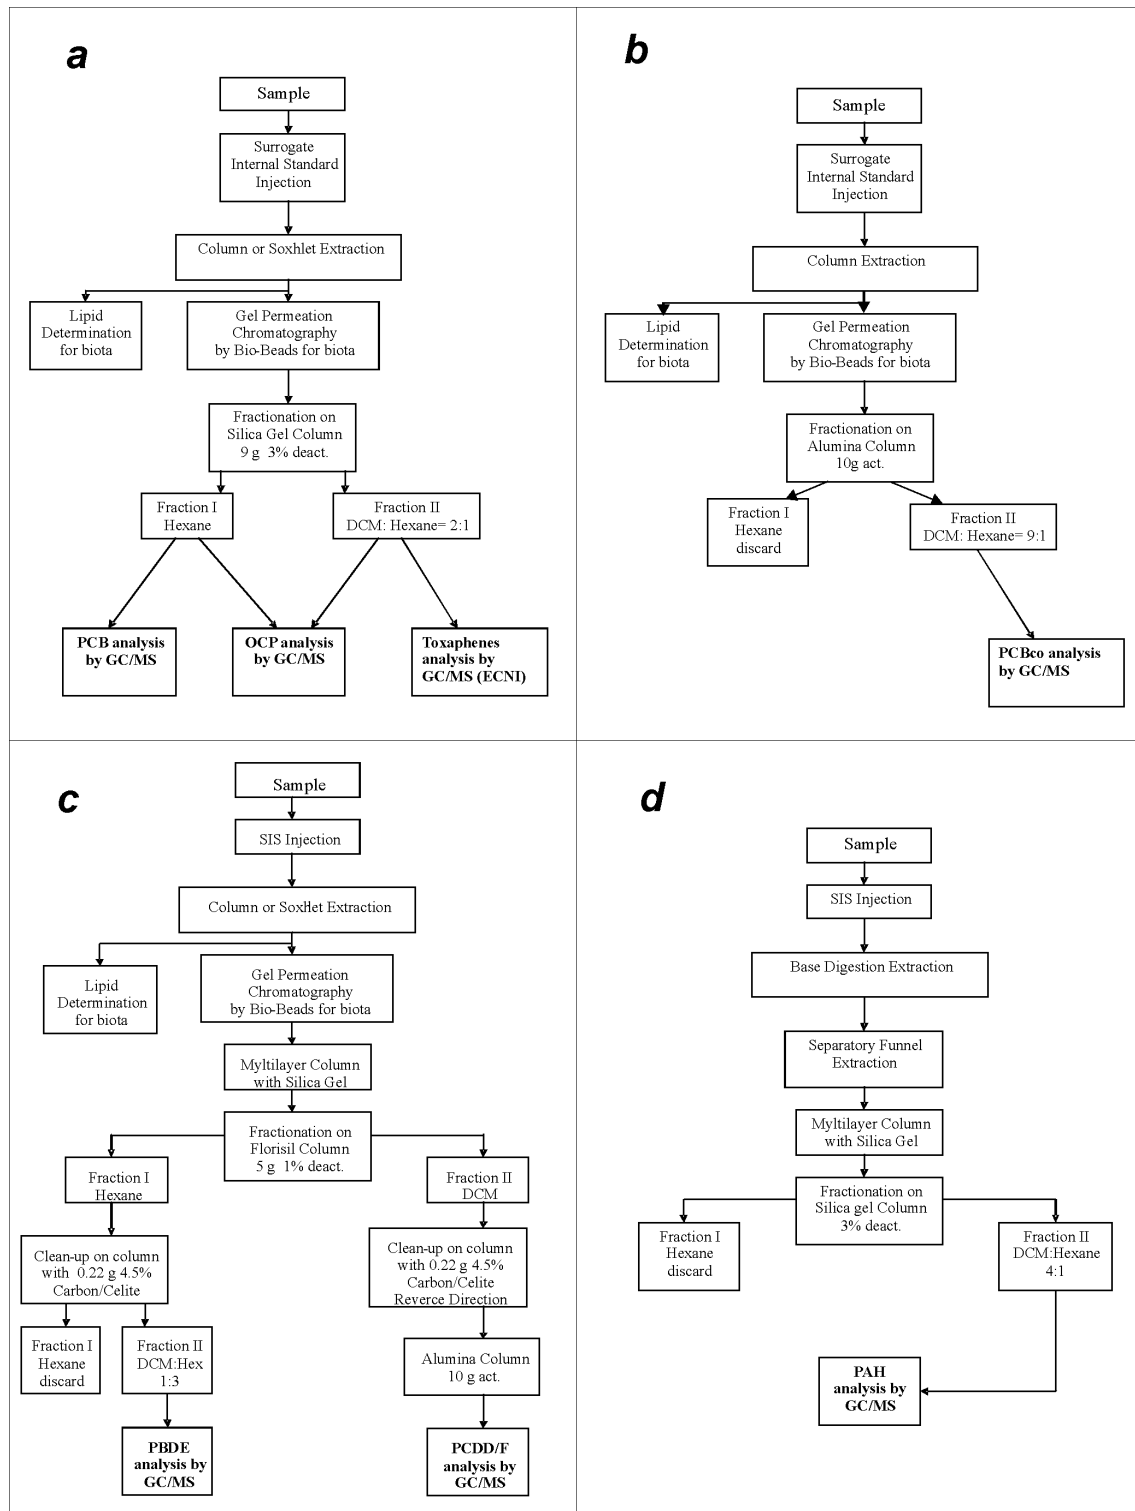 a
Sample
Surrogate
Internal Standard
Injection
Column or Soxhlet Extraction
Lipid
Determination
for biota
Gel Permeation
Chromatography
by Bio-Beads for biota
Fractionation on
Silica Gel Column
9 g 3% deact.
Fraction I
Hexane
Fraction II
DCM: Hexane= 2:1
PCB analysis
by GC/MS
OCP analysis
by GC/MS
Toxaphenes
analysis by
GC/MS (ECNI)
b
Sample
Surrogate
Internal Standard
Injection
Column Extraction
Lipid
Determination
for biota
Gel Permeation
Chromatography
by Bio-Beads for biota
Fractionation on
Alumina Column
10g act.
Fraction I
Hexane
discard
Fraction II
DCM: Hexane= 9:1
PCBco analysis
by GC/MS
c
Sample
SIS Injection
Column or Soxhlet Extraction
Lipid
Determination
for biota
Gel Permeation
Chromatography
by Bio-Beads for biota
Myltilayer Column
with Silica Gel
Fractionation on
Florisil Column
5 g 1% deact.
Fraction I
Hexane
Fraction II
DCM
Clean-up on column
with 0.22 g 4.5%
Carbon/Celite
Clean-up on column
with 0.22 g 4.5%
Carbon/Celite
Reverce Direction
Fraction I
Hexane
discard
Fraction II
DCM:Hex
1:3
Alumina Column
10 g act.
PBDE
analysis by
GC/MS
PCDD/F
analysis by
GC/MS
d
Sample
SIS Injection
Base Digestion Extraction
Separatory Funnel
Extraction
Myltilayer Column
with Silica Gel
Fractionation on
Silica gel Column
3% deact.
Fraction I
Hexane
discard
Fraction II
DCM:Hexane
4:1
PAH
analysis by
GC/MS